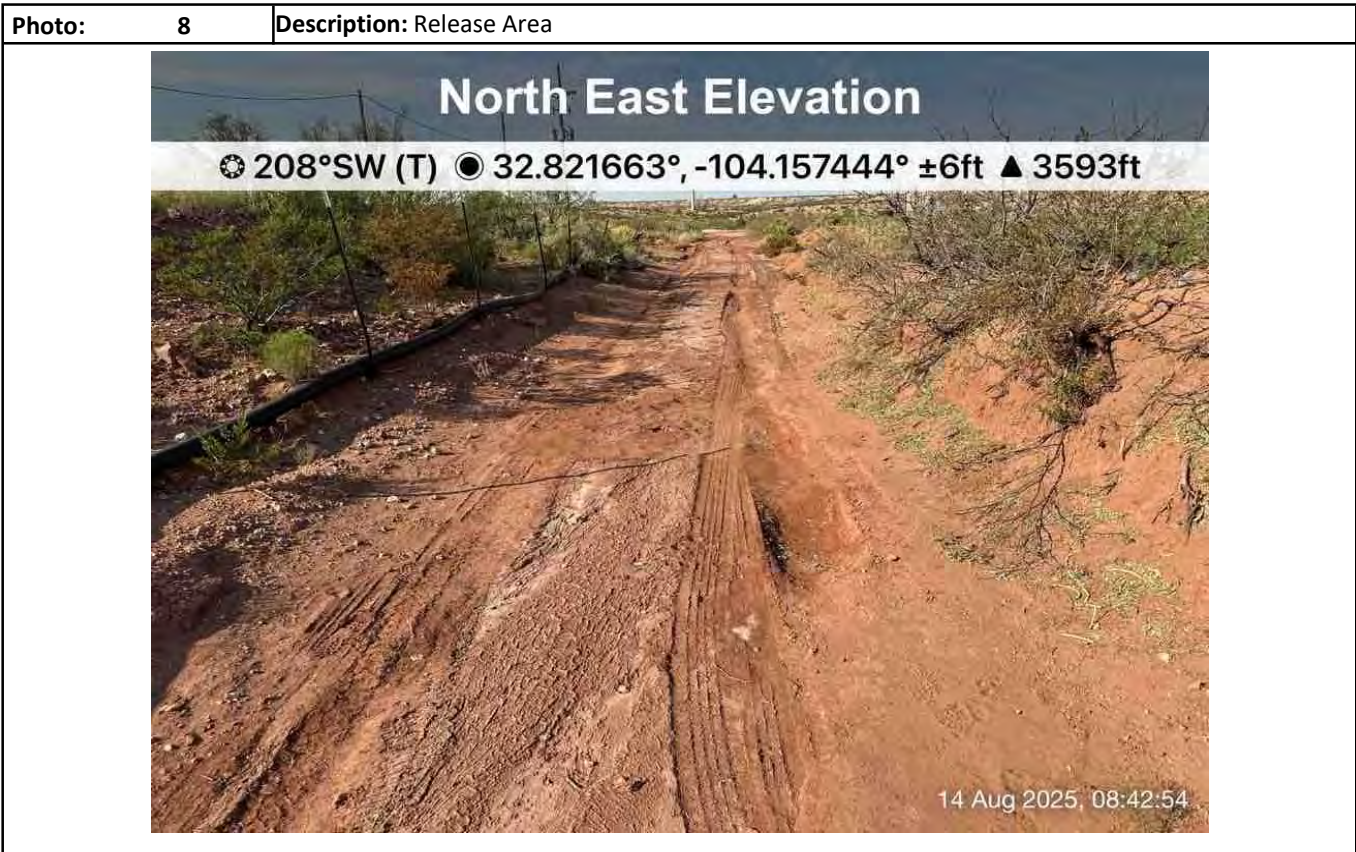 Photo: 8 Description: Release Area
North East Elevation
208°SW (T) 32.821663°, -104.157444° ±6ft ▲ 3593ft
14 Aug 2025, 08:42:54